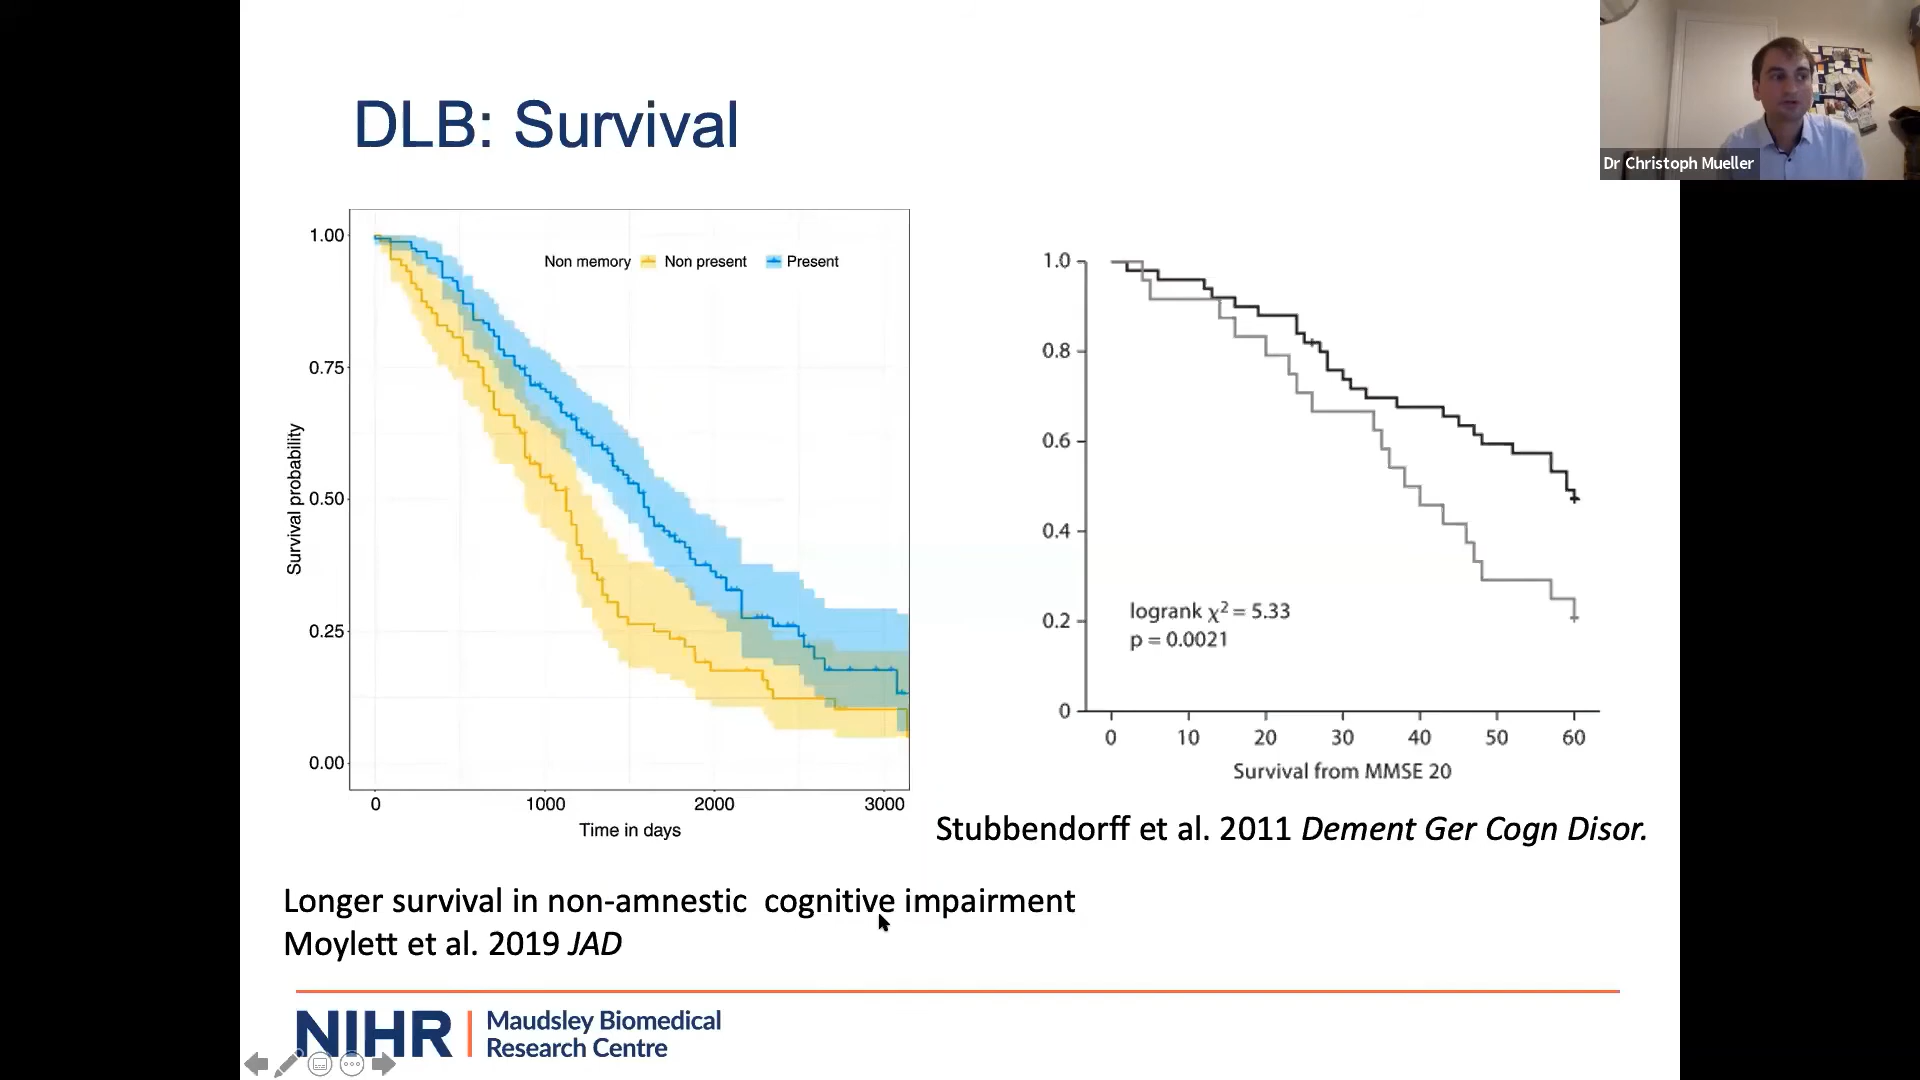 Dr Christoph Mueller
DLB: Survival
Non memory Non present Present
Survival probability
1.00
0.75
0.50
0.25
0.00
0 1000 2000 3000
Time in days
1.0
0.8
0.6
0.4
0.2
0
logrank χ² = 5.33
p = 0.0021
0 10 20 30 40 50 60
Survival from MMSE 20
Stubbendorff et al. 2011 Dement Ger Cogn Disor.
Longer survival in non-amnestic cognitive impairment
Moylett et al. 2019 JAD
NIHR | Maudsley Biomedical
Research Centre